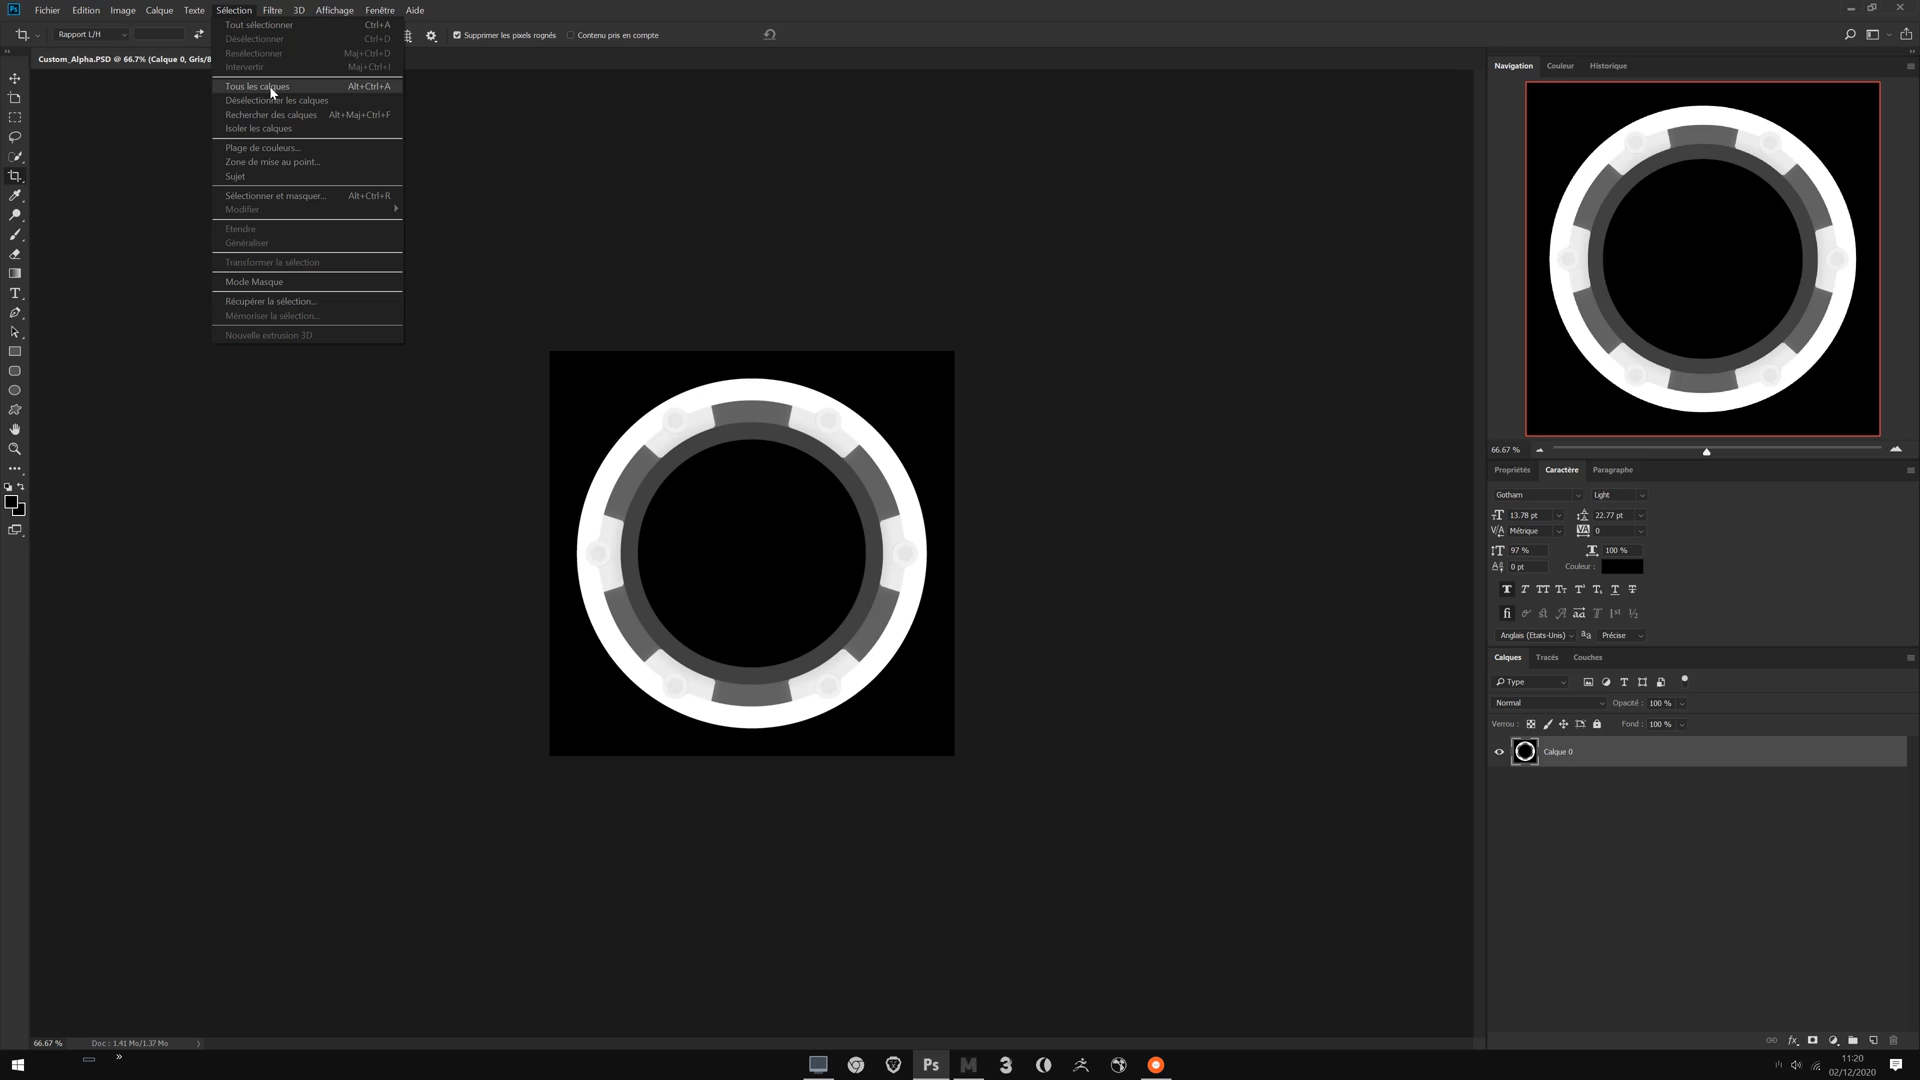 Ps Fichier Edition Image Calque Texte Sélection Filtre 3D Affichage Fenêtre Aide
Rapport L/H
Supprimer les pixels rognés Contenu pris en compte
Custom_Alpha.PSD @ 66.7% (Calque 0, Gris/8
Tout sélectionner Ctrl+A
Désélectionner Ctrl+D
Resélectionner Maj+Ctrl+D
Intervertir Maj+Ctrl+I
Tous les calques Alt+Ctrl+A
Désélectionner les calques
Rechercher des calques Alt+Maj+Ctrl+F
Isoler les calques
Plage de couleurs...
Zone de mise au point...
Sujet
Sélectionner et masquer... Alt+Ctrl+R
Modifier
Etendre
Généraliser
Transformer la sélection
Mode Masque
Récupérer la sélection...
Mémoriser la sélection...
Nouvelle extrusion 3D
Navigation Couleur Historique
66.67 %
Propriétés Caractère Paragraphe
Gotham Light
13.78 pt 22.77 pt
Métrique 0
97 % 100 %
0 pt Couleur :
Anglais (Etats-Unis) aa Précise
Calques Tracés Couches
Type
Normal Opacité : 100 %
Verrou : Fond : 100 %
Calque 0
66.67 % Doc : 1.41 Mo/1.37 Mo
Ps
11:20
02/12/2020